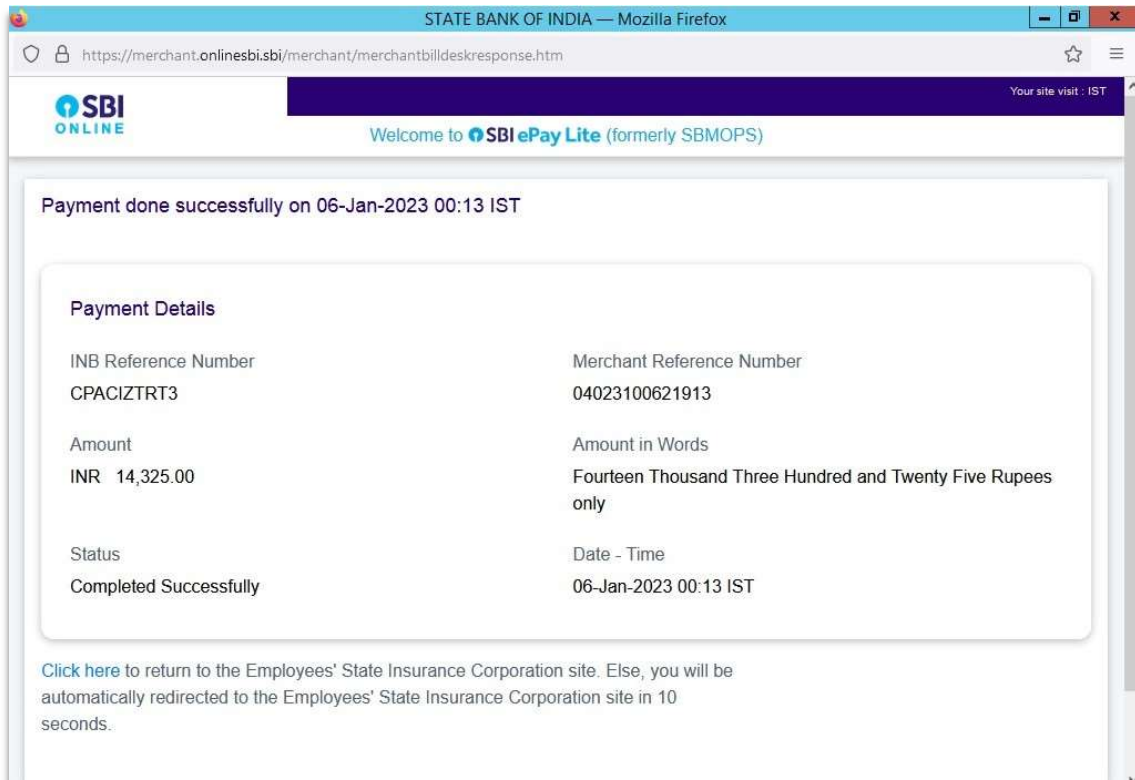 STATE BANK OF INDIA — Mozilla Firefox
https://merchant.onlinesbi.sbi/merchant/merchantbilldeskresponse.htm
Your site visit : IST
SBI
ONLINE
Welcome to SBI ePay Lite (formerly SBMOPS)
Payment done successfully on 06-Jan-2023 00:13 IST
Payment Details
INB Reference Number
CPACIZTRT3
Merchant Reference Number
04023100621913
Amount
INR 14,325.00
Amount in Words
Fourteen Thousand Three Hundred and Twenty Five Rupees
only
Status
Completed Successfully
Date - Time
06-Jan-2023 00:13 IST
Click here to return to the Employees' State Insurance Corporation site. Else, you will be
automatically redirected to the Employees' State Insurance Corporation site in 10
seconds.